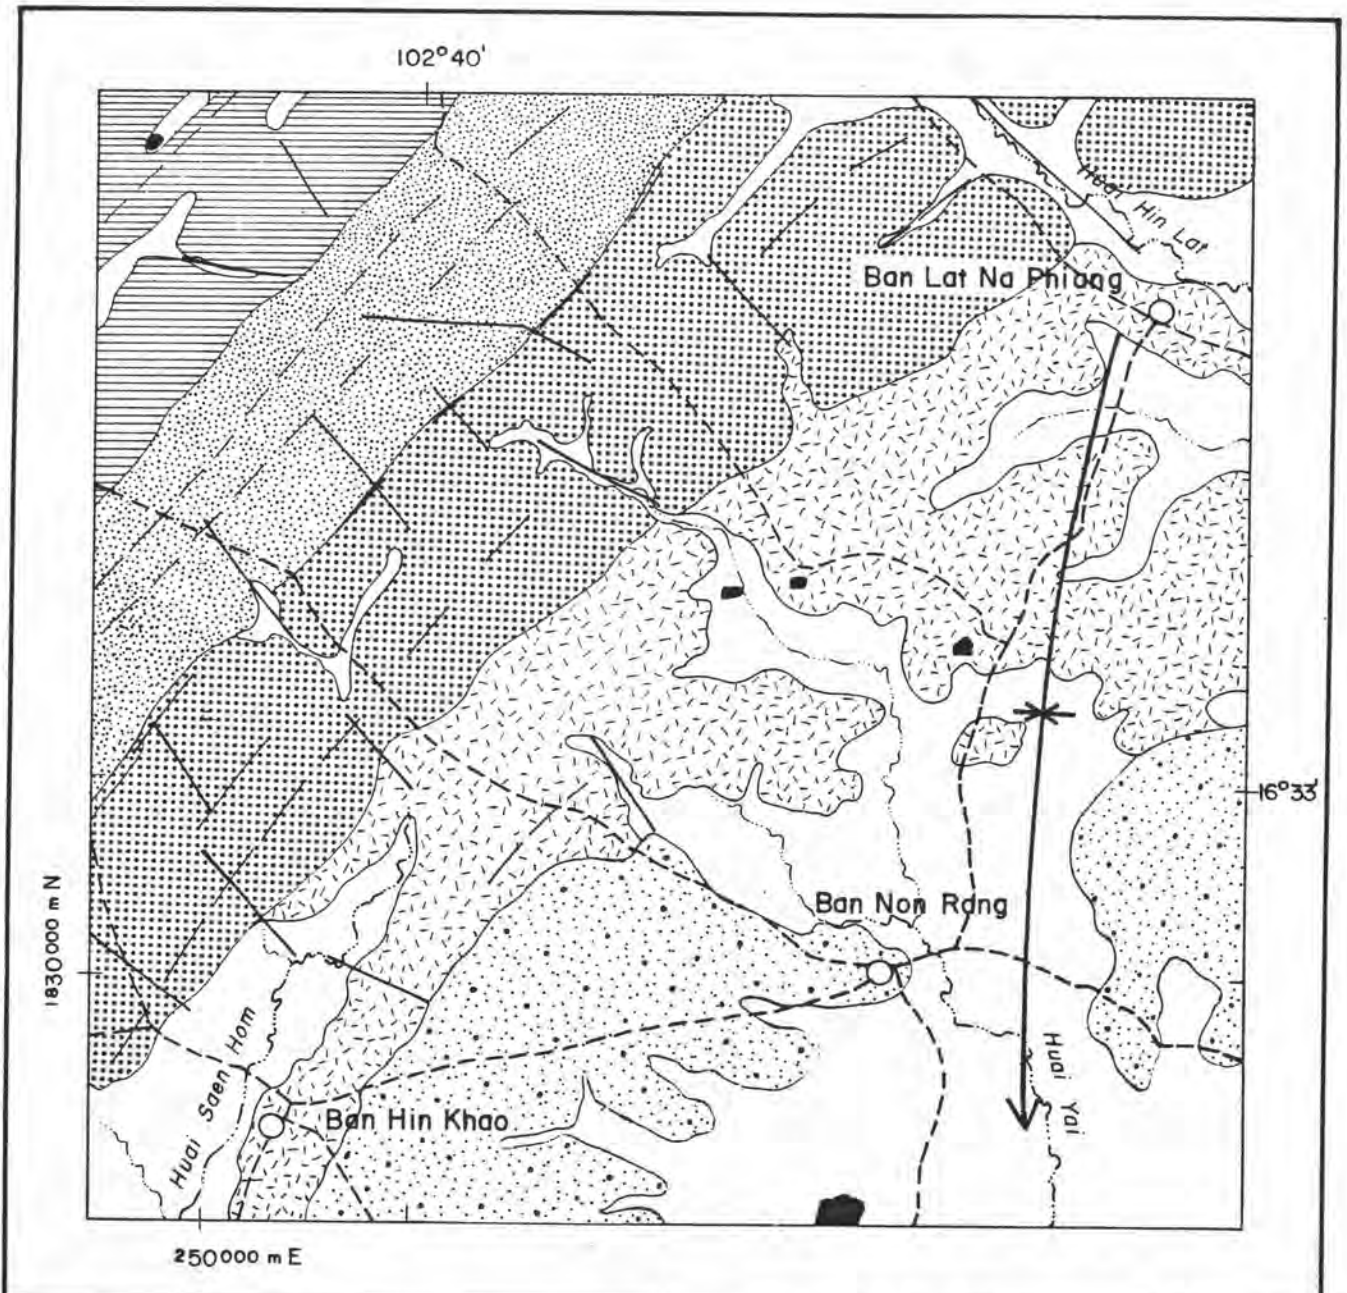 102°40'
Huai Hin Lat
Ban Lat Na Phiang
16°33'
Ban Non Rang
1830000 m N
Huai Saen Hom
Huai Yai
Ban Hin Khao
250000 m E